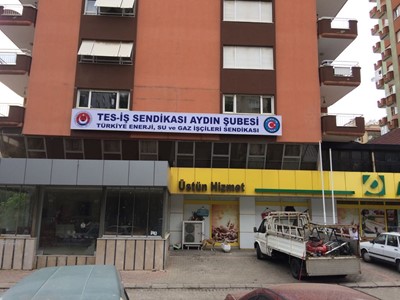 TES-İŞ SENDİKASI AYDIN ŞUBESİ
TÜRKİYE ENERJİ, SU ve GAZ İŞÇİLERİ SENDİKASI
Üstün Hizmet